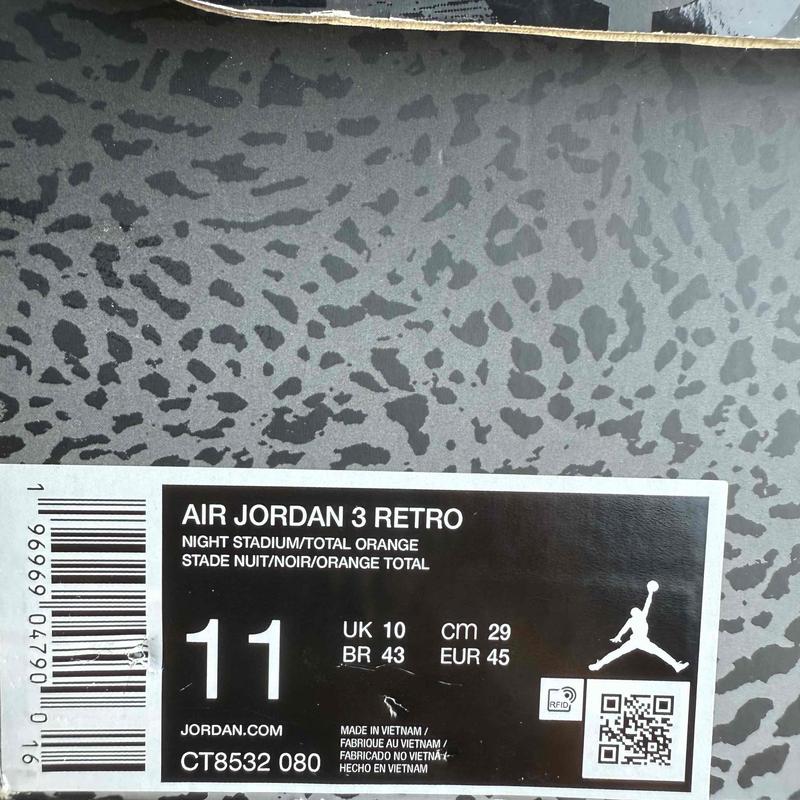 AIR JORDAN 3 RETRO
NIGHT STADIUM/TOTAL ORANGE
STADE NUIT/NOIR/ORANGE TOTAL
11
UK 10 cm 29
BR 43 EUR 45
RFID
JORDAN.COM
CT8532 080
MADE IN VIETNAM /
FABRIQUE AU VIETNAM /
FABRICADO NO VIETNÃ /
HECHO EN VIETNAM
1 96969 04790 0 16